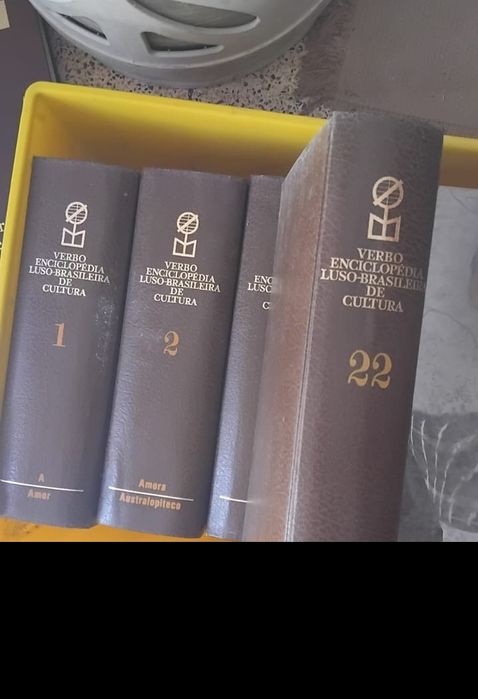 VERBO
ENCICLOPÉDIA
LUSO-BRASILEIRA
DE
CULTURA
1
A
Amor
VERBO
ENCICLOPÉDIA
LUSO-BRASILEIRA
DE
CULTURA
2
Amora
Australopiteco
VERBO
ENCICLOPÉDIA
LUSO-BRASILEIRA
DE
CULTURA
22